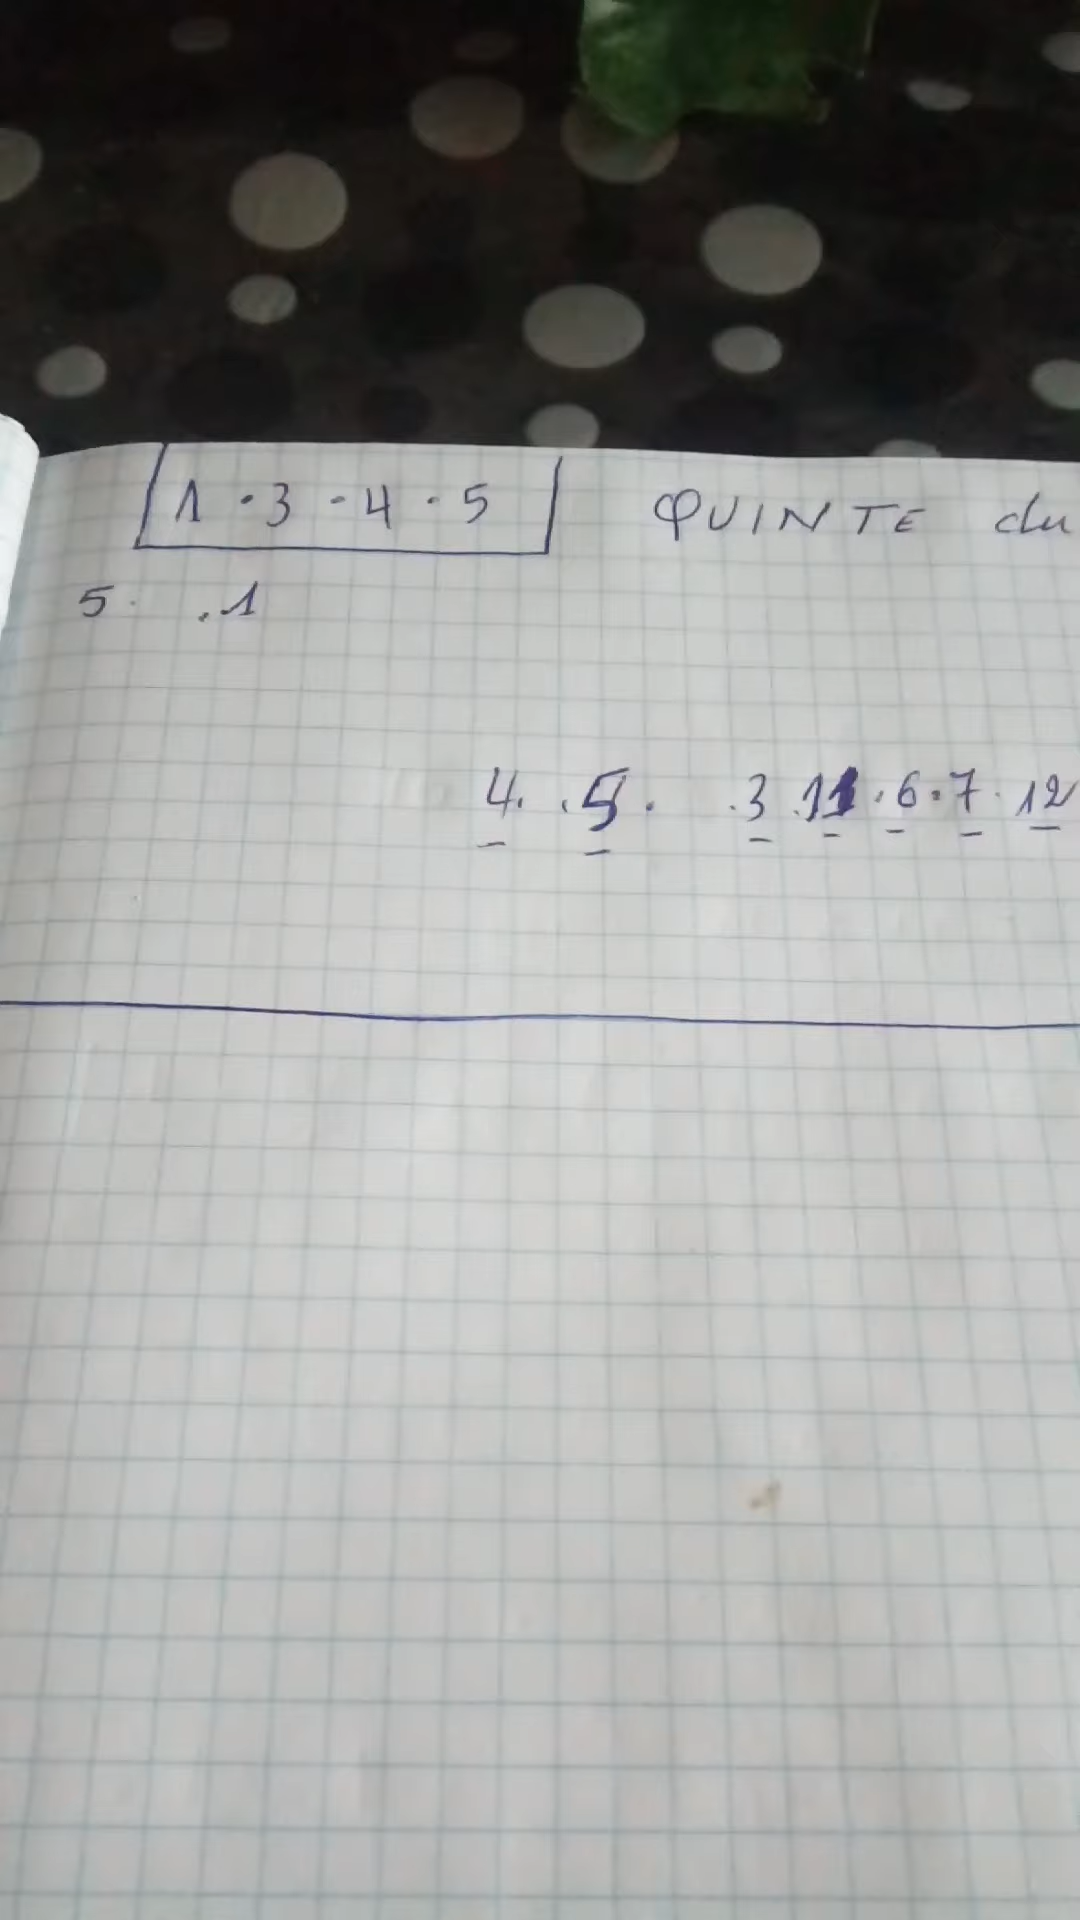 1 · 3 - 4 · 5 QUINTE du
5 · . 1
4. . 5 . . 3 . 11 . 6 . 7 . 12